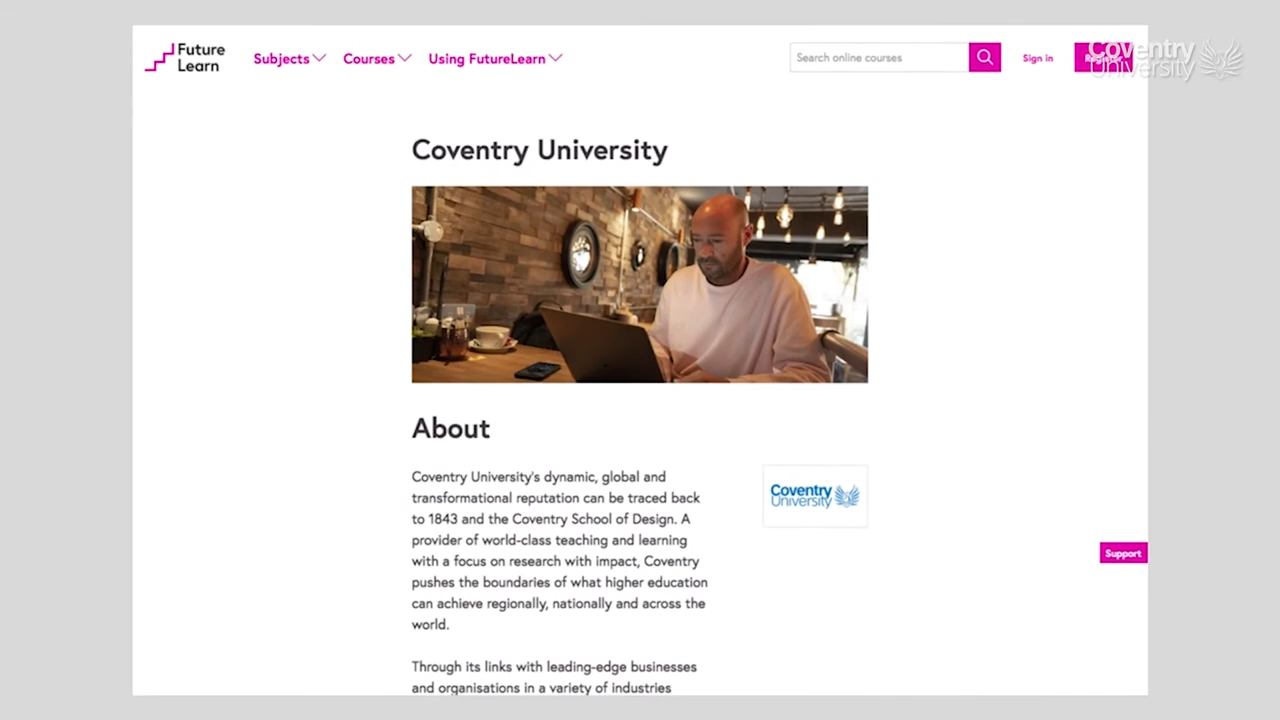 Future
Learn
Subjects
Courses
Using FutureLearn
Search online courses
Sign in
Coventry
University
Coventry University
About
Coventry University's dynamic, global and
transformational reputation can be traced back
to 1843 and the Coventry School of Design. A
provider of world-class teaching and learning
with a focus on research with impact, Coventry
pushes the boundaries of what higher education
can achieve regionally, nationally and across the
world.
Coventry
University
Support
Through its links with leading-edge businesses
and organisations in a variety of industries